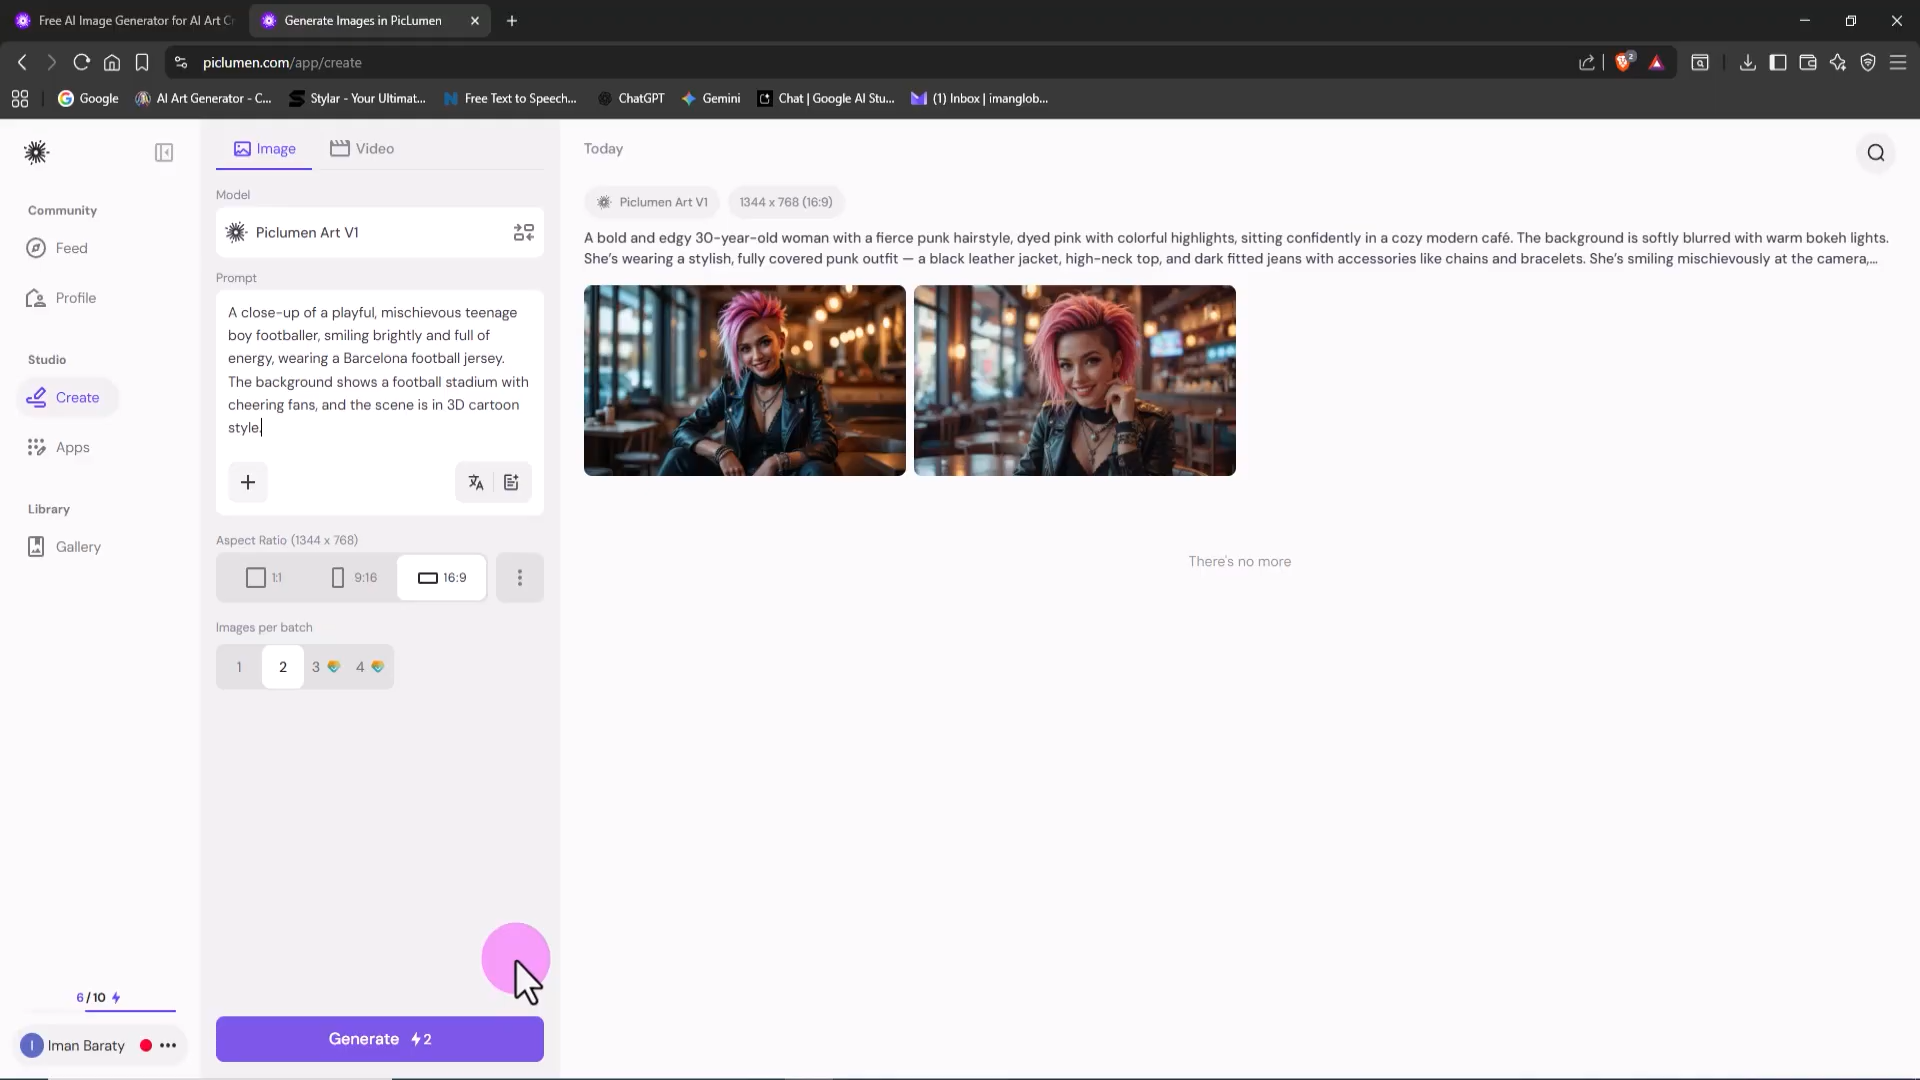 Free AI Image Generator for AI Art C
Generate Images in PicLumen
piclumen.com/app/create
2
Google
AI Art Generator - C...
Stylar - Your Ultimat...
Free Text to Speech...
ChatGPT
Gemini
Chat | Google AI Stu...
(1) Inbox | imanglob...
Community
Feed
Profile
Studio
Create
Apps
Library
Gallery
6/10
I
Iman Baraty
Image
Video
Model
Piclumen Art V1
Prompt
A close-up of a playful, mischievous teenage
boy footballer, smiling brightly and full of
energy, wearing a Barcelona football jersey.
The background shows a football stadium with
cheering fans, and the scene is in 3D cartoon
style.
Aspect Ratio (1344 x 768)
1:1
9:16
16:9
Images per batch
1
2
3
4
Generate 2
Today
Piclumen Art V1
1344 x 768 (16:9)
A bold and edgy 30-year-old woman with a fierce punk hairstyle, dyed pink with colorful highlights, sitting confidently in a cozy modern café. The background is softly blurred with warm bokeh lights.
She's wearing a stylish, fully covered punk outfit — a black leather jacket, high-neck top, and dark fitted jeans with accessories like chains and bracelets. She's smiling mischievously at the camera,...
There's no more